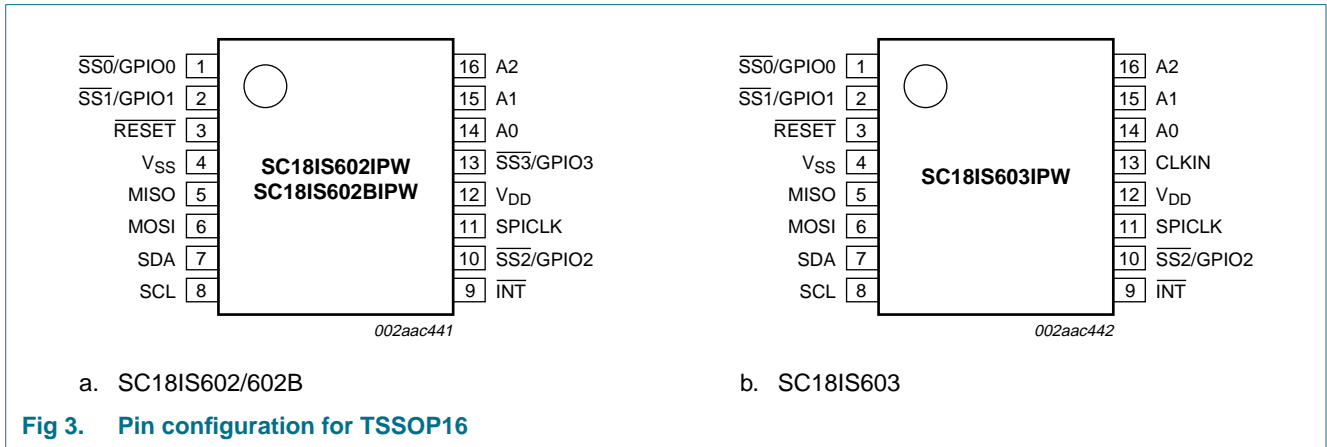 SS0/GPIO0 1
SS1/GPIO1 2
RESET 3
VSS 4
MISO 5
MOSI 6
SDA 7
SCL 8
SC18IS602IPW
SC18IS602BIPW
16 A2
15 A1
14 A0
13 SS3/GPIO3
12 VDD
11 SPICLK
10 SS2/GPIO2
9 INT
002aac441
a. SC18IS602/602B
SS0/GPIO0 1
SS1/GPIO1 2
RESET 3
VSS 4
MISO 5
MOSI 6
SDA 7
SCL 8
SC18IS603IPW
16 A2
15 A1
14 A0
13 CLKIN
12 VDD
11 SPICLK
10 SS2/GPIO2
9 INT
002aac442
b. SC18IS603
Fig 3. Pin configuration for TSSOP16